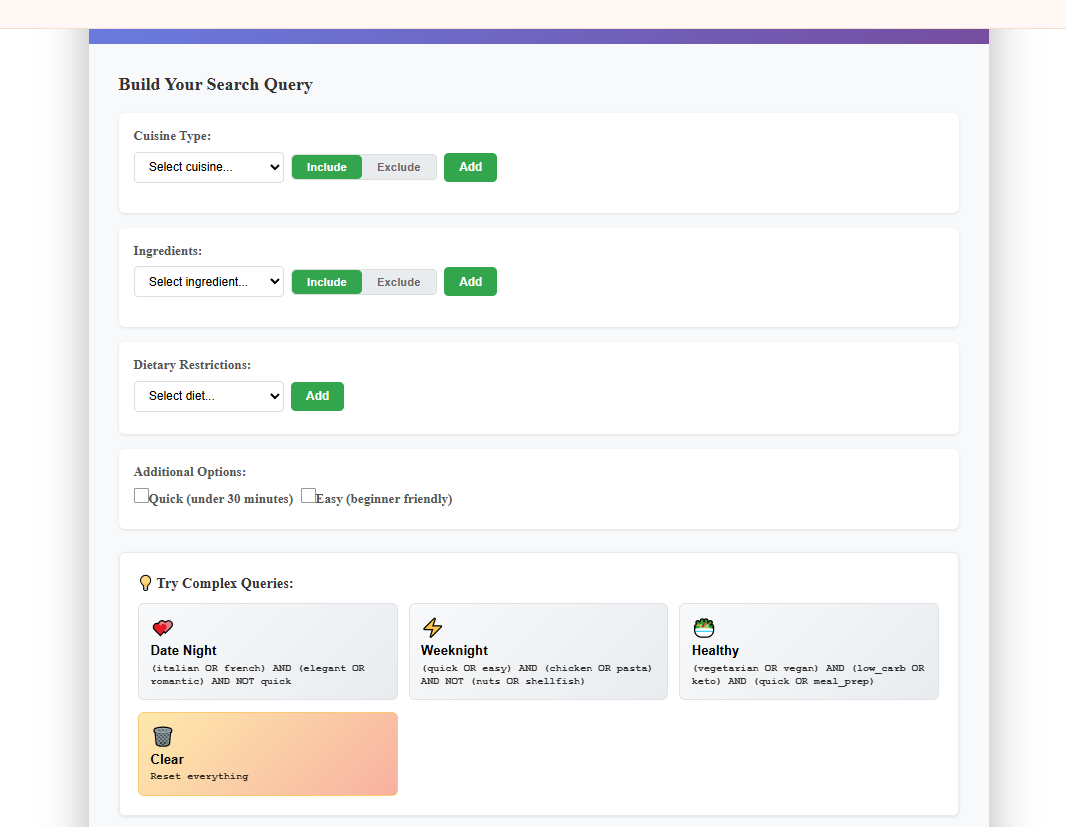 Build Your Search Query
Cuisine Type:
Select cuisine... Include Exclude Add
Ingredients:
Select ingredient... Include Exclude Add
Dietary Restrictions:
Select diet... Add
Additional Options:
Quick (under 30 minutes) Easy (beginner friendly)
Try Complex Queries:
Date Night
(italian OR french) AND (elegant OR
romantic) AND NOT quick
Weeknight
(quick OR easy) AND (chicken OR pasta)
AND NOT (nuts OR shellfish)
Healthy
(vegetarian OR vegan) AND (low_carb OR
keto) AND (quick OR meal_prep)
Clear
Reset everything